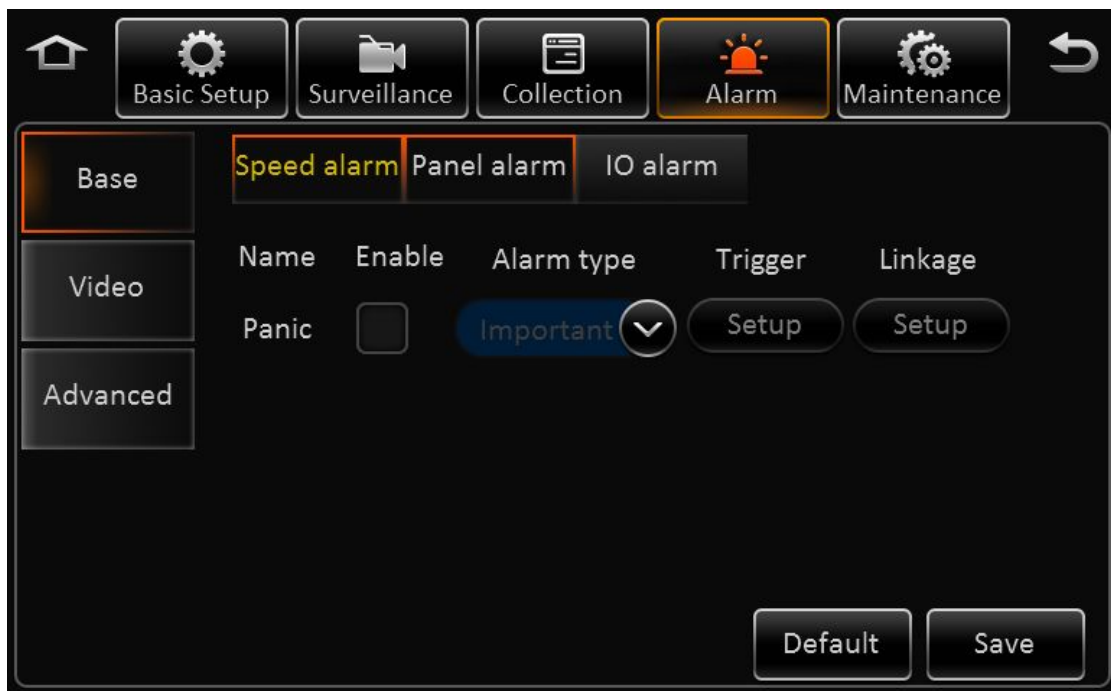 Basic Setup Surveillance Collection Alarm Maintenance
Base
Video
Advanced
Speed alarm Panel alarm IO alarm
Name Enable Alarm type Trigger Linkage
Panic Important Setup Setup
Default Save